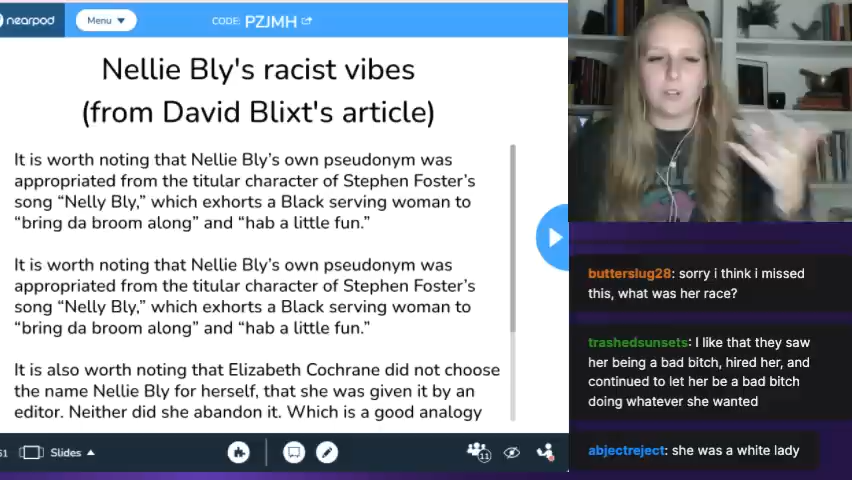 nearpod
Menu
CODE: PZJMH
Nellie Bly's racist vibes
(from David Blixt's article)
It is worth noting that Nellie Bly's own pseudonym was
appropriated from the titular character of Stephen Foster's
song “Nelly Bly,” which exhorts a Black serving woman to
“bring da broom along” and “hab a little fun.”
It is worth noting that Nellie Bly's own pseudonym was
appropriated from the titular character of Stephen Foster's
song “Nelly Bly,” which exhorts a Black serving woman to
“bring da broom along” and “hab a little fun.”
It is also worth noting that Elizabeth Cochrane did not choose
the name Nellie Bly for herself, that she was given it by an
editor. Neither did she abandon it. Which is a good analogy
butterslug28: sorry i think i missed
this, what was her race?
trashedsunsets: I like that they saw
her being a bad bitch, hired her, and
continued to let her be a bad bitch
doing whatever she wanted
abjectreject: she was a white lady
Slides
11